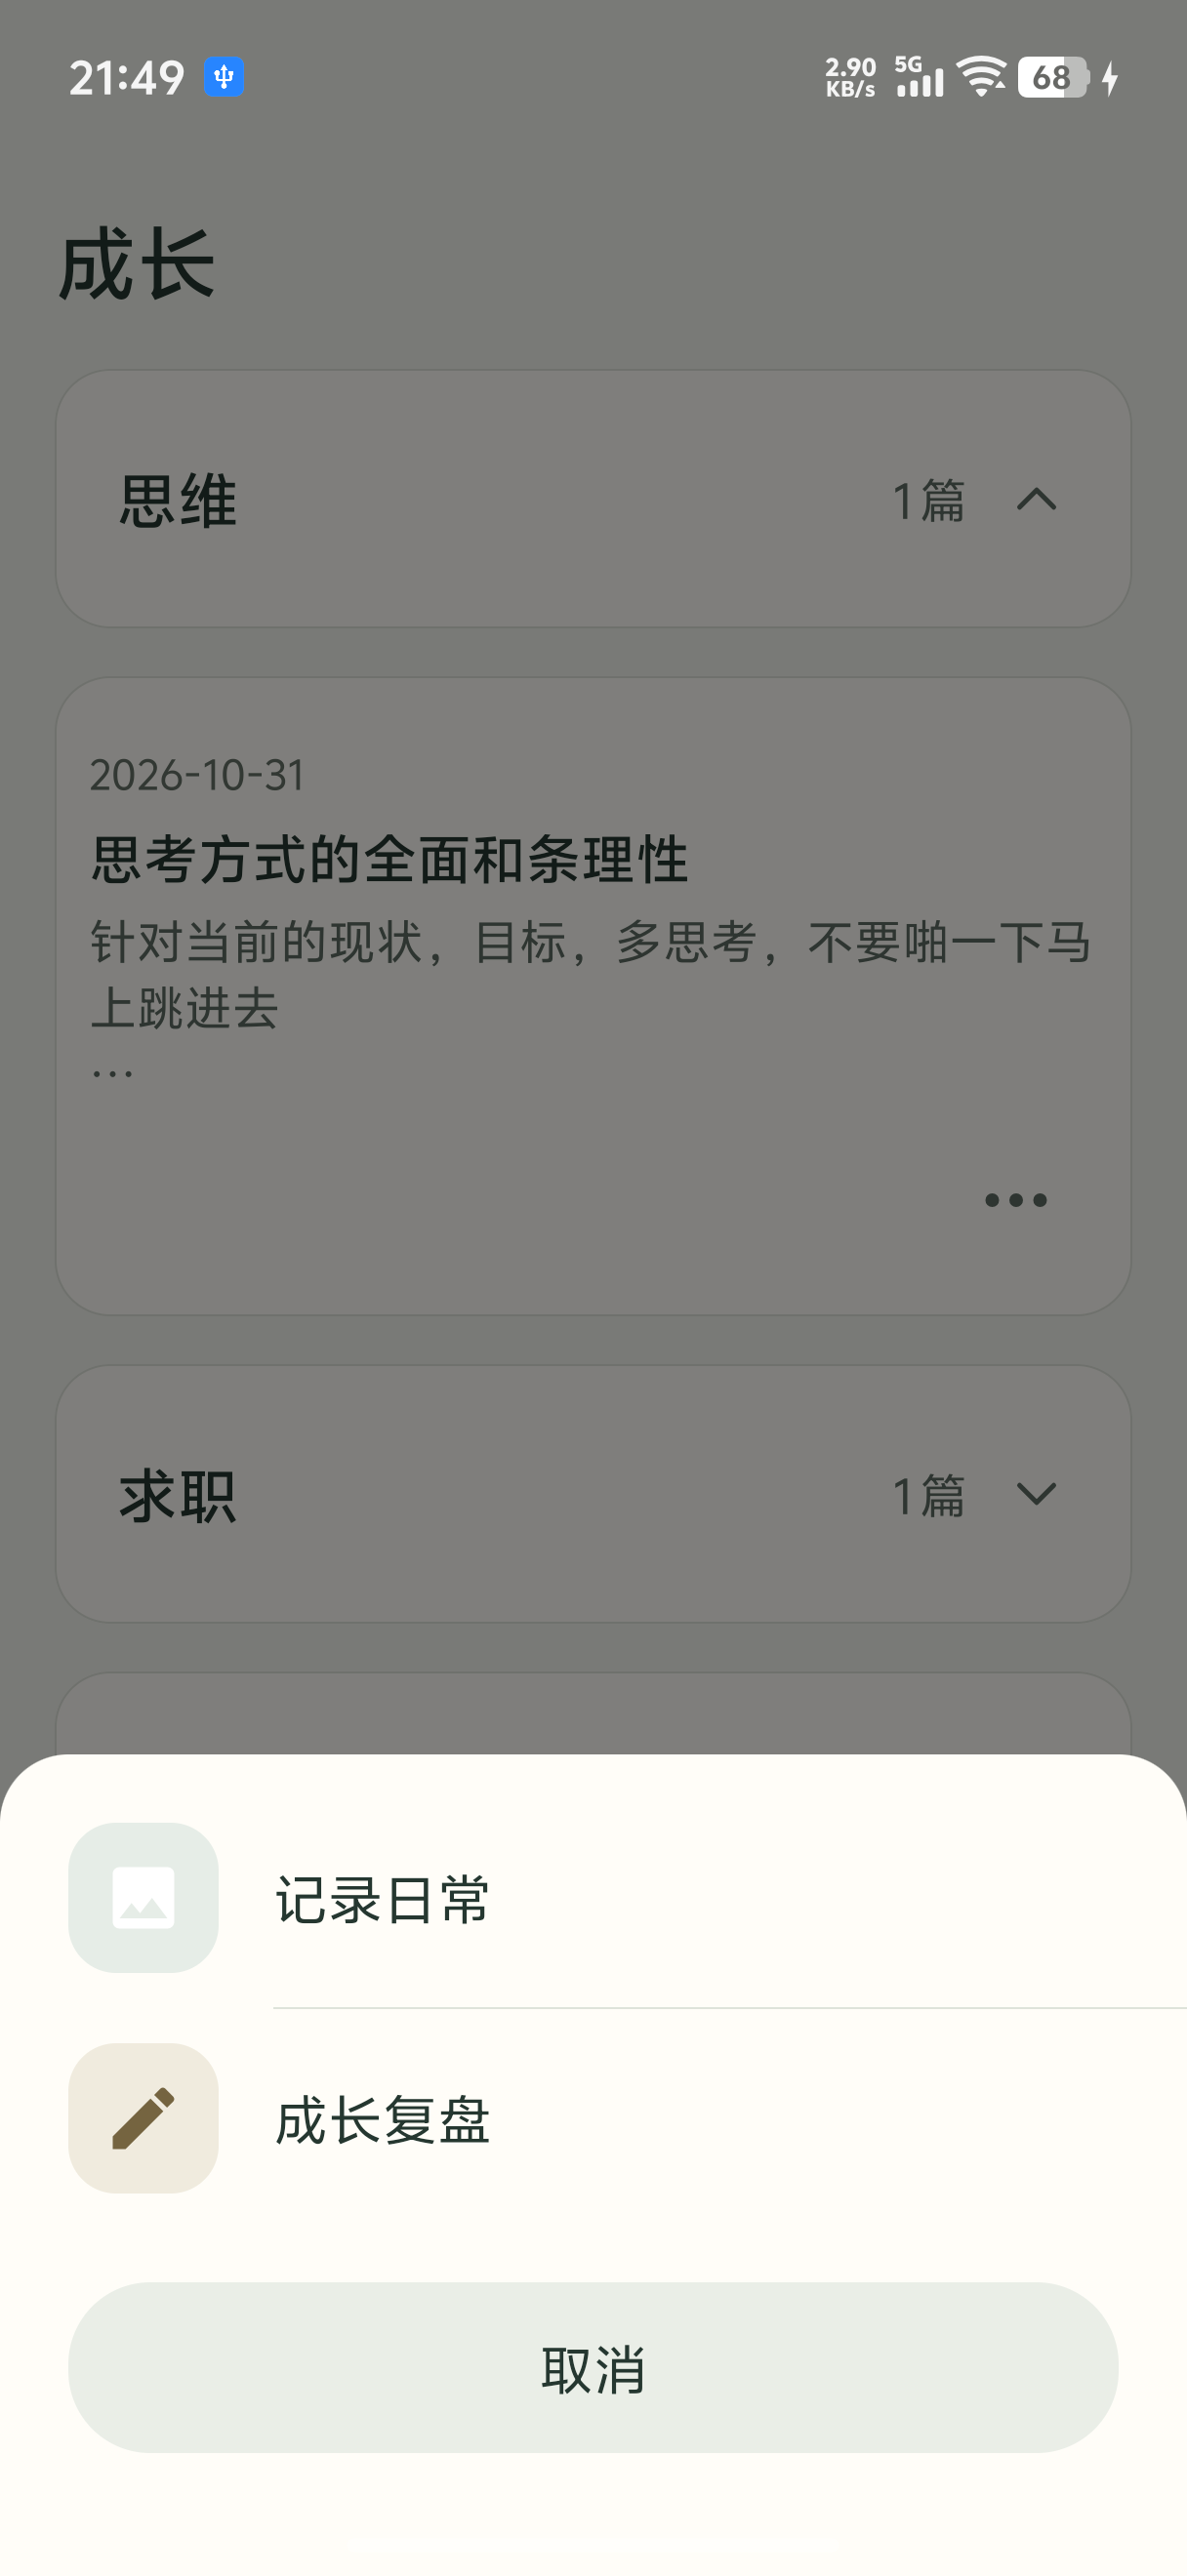 21:49
2.90 KB/s 5G 68
成长
思维
1篇
2026-10-31
思考方式的全面和条理性
针对当前的现状，目标，多思考，不要啪一下马
上跳进去
...
求职
1篇
记录日常
成长复盘
取消